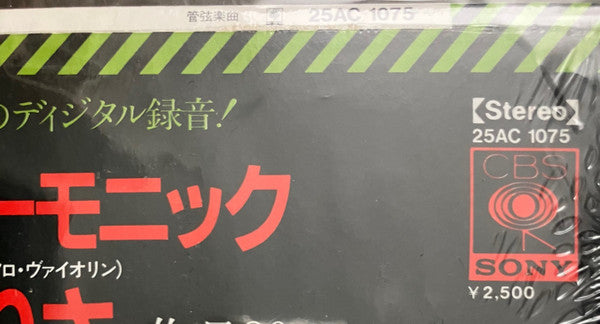 管弦楽曲 25AC 1075
のディジタル録音!
【Stereo】
25AC 1075
CBS
ーモニック
SONY
ロ・ヴァイオリン)
¥2,500